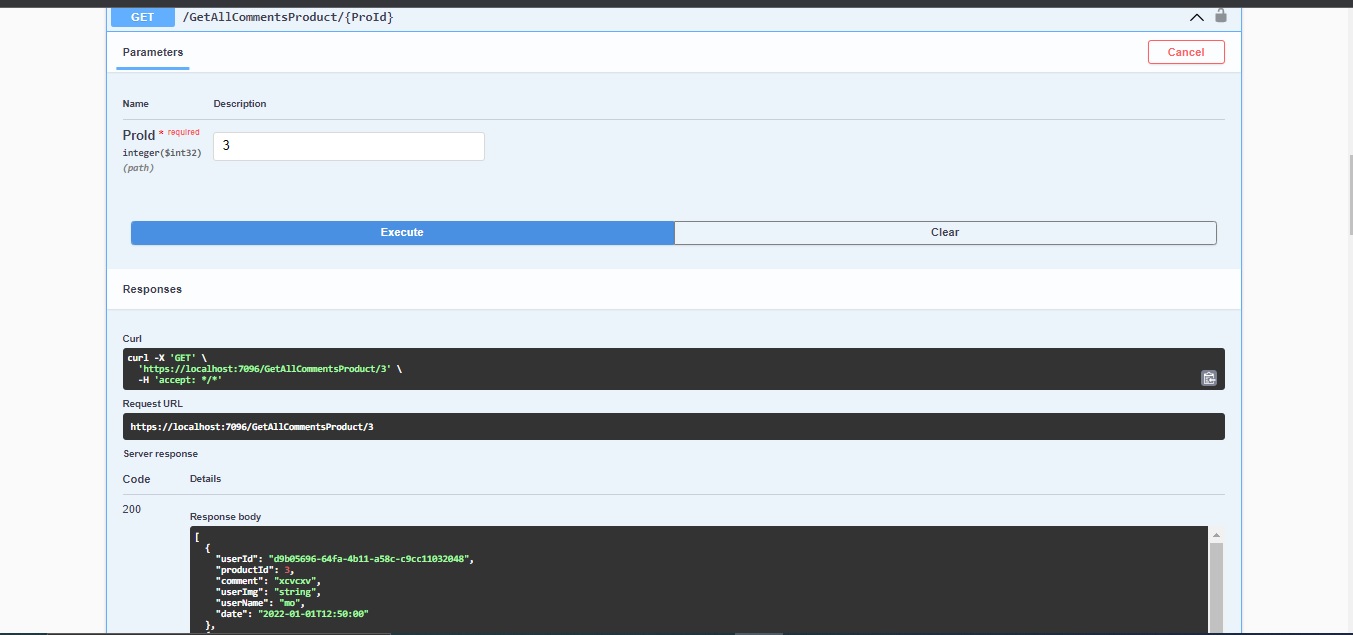 GET /GetAllCommentsProduct/{ProId}
Parameters
Cancel
Name Description
ProId * required
integer($int32)
(path)
3
Execute Clear
Responses
Curl
curl -X 'GET' \
  'https://localhost:7096/GetAllCommentsProduct/3' \
  -H 'accept: */*'
Request URL
https://localhost:7096/GetAllCommentsProduct/3
Server response
Code Details
200
Response body
[
  {
    "userId": "d9b05696-64fa-4b11-a58c-c9cc11032048",
    "productId": 3,
    "comment": "xcvcxv",
    "userImg": "string",
    "userName": "mo",
    "date": "2022-01-01T12:50:00"
  },